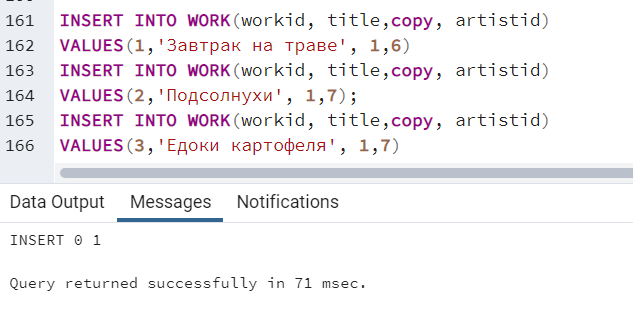 161 INSERT INTO WORK(workid, title,copy, artistid)
162 VALUES(1,'Завтрак на траве', 1,6)
163 INSERT INTO WORK(workid, title,copy, artistid)
164 VALUES(2,'Подсолнухи', 1,7);
165 INSERT INTO WORK(workid, title,copy, artistid)
166 VALUES(3,'Едоки картофеля', 1,7)
Data Output Messages Notifications
INSERT 0 1
Query returned successfully in 71 msec.